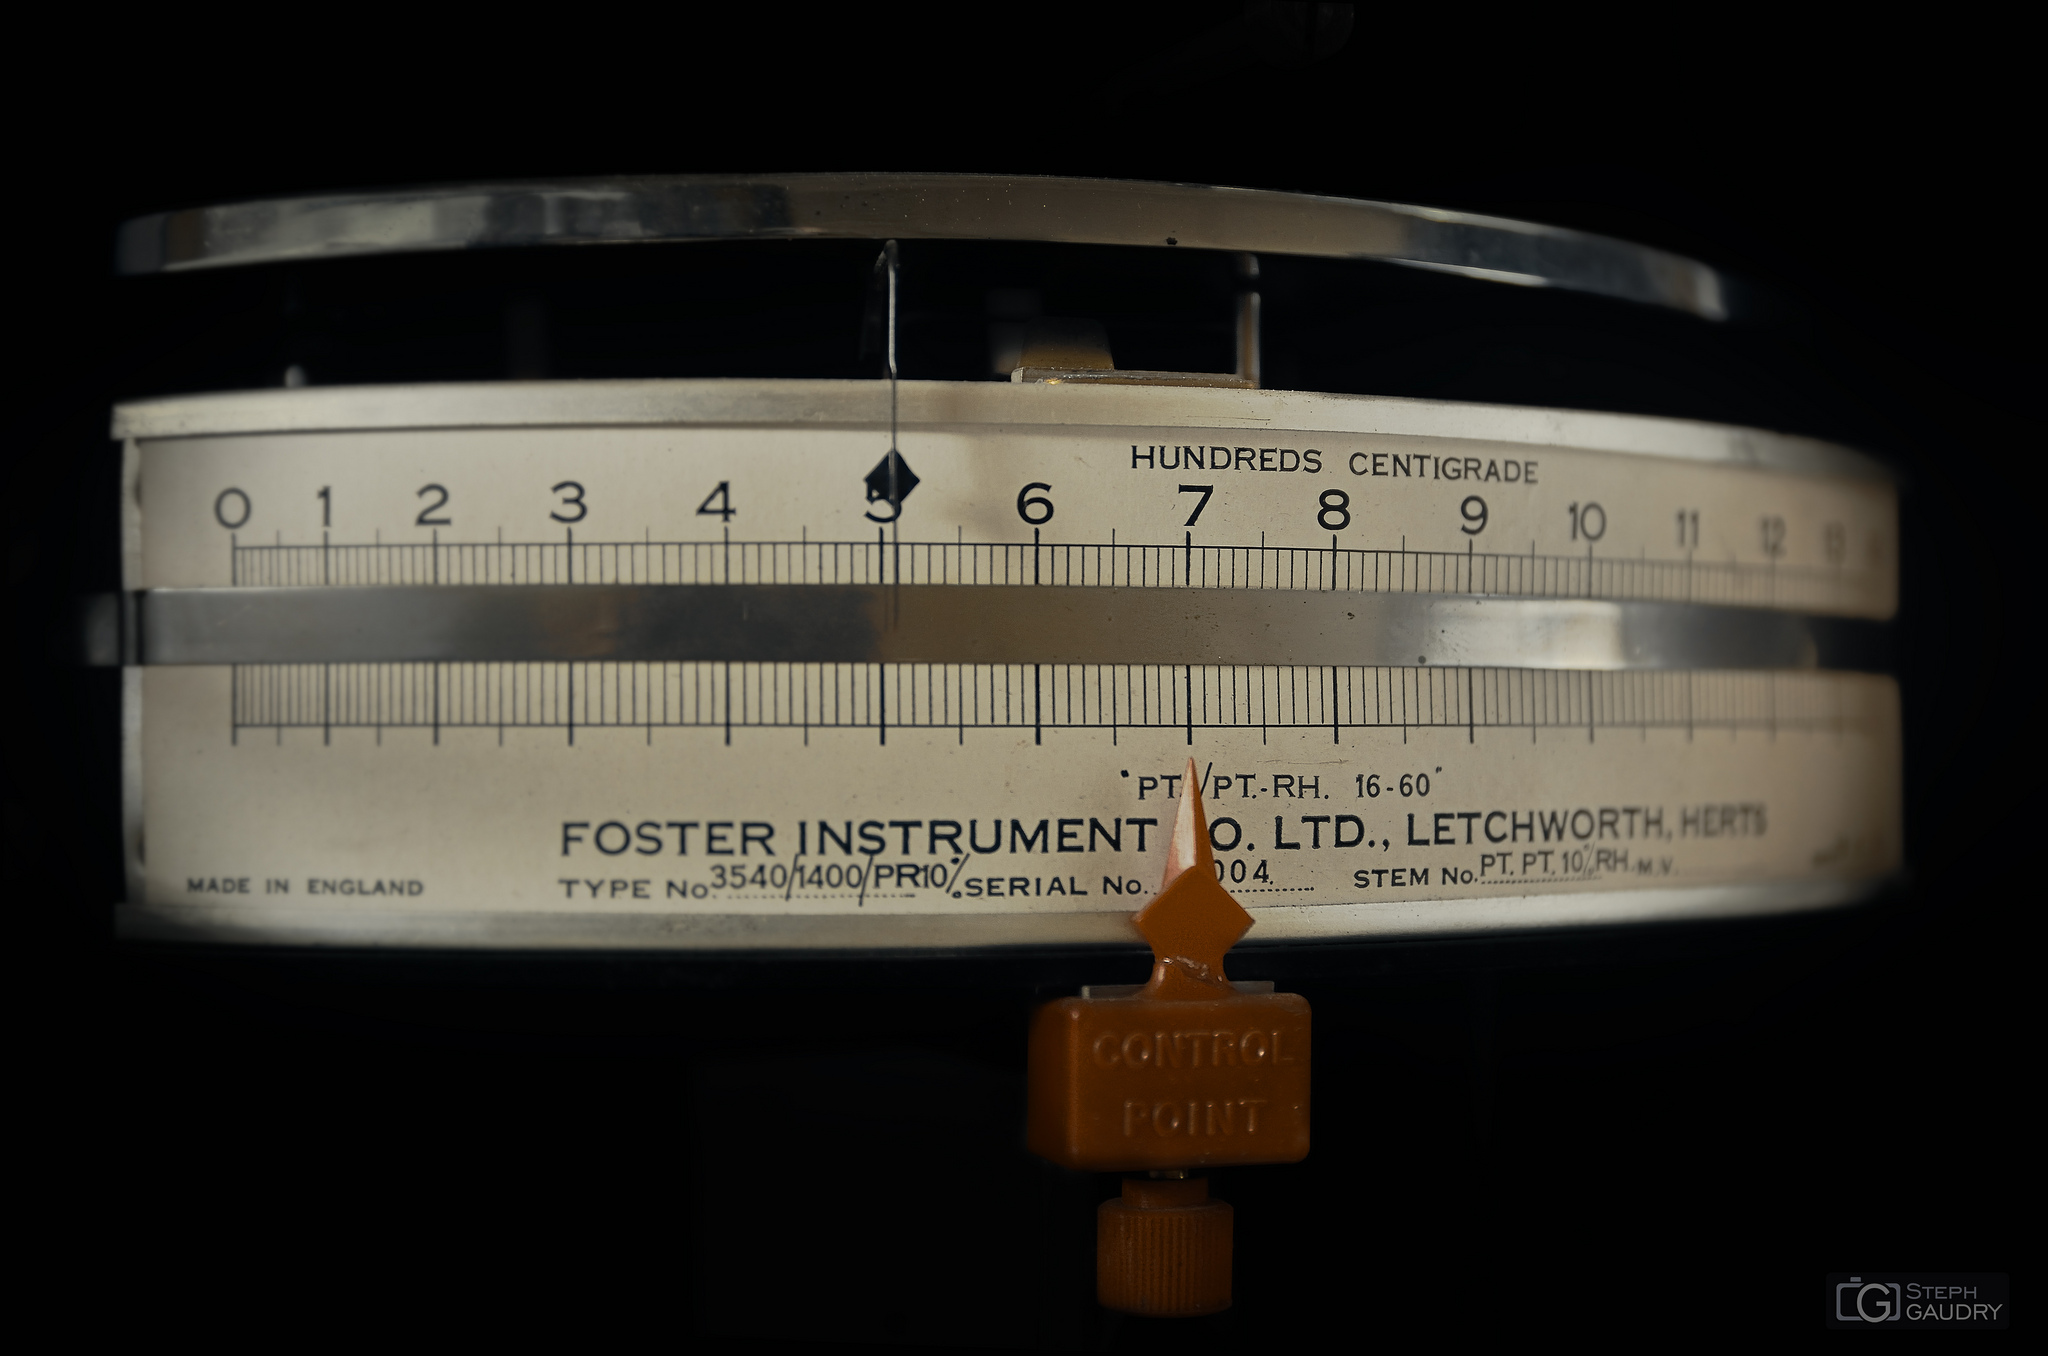 HUNDREDS CENTIGRADE
0 1 2 3 4 5 6 7 8 9 10 11 12 13
"PT./PT.-RH. 16-60"
FOSTER INSTRUMENT O. LTD., LETCHWORTH, HERTS
MADE IN ENGLAND TYPE No. 3540/1400/PR10% SERIAL No. 004. STEM No. PT. PT. 10% RH. M.V.
CONTROL
POINT
STEPH
GAUDRY